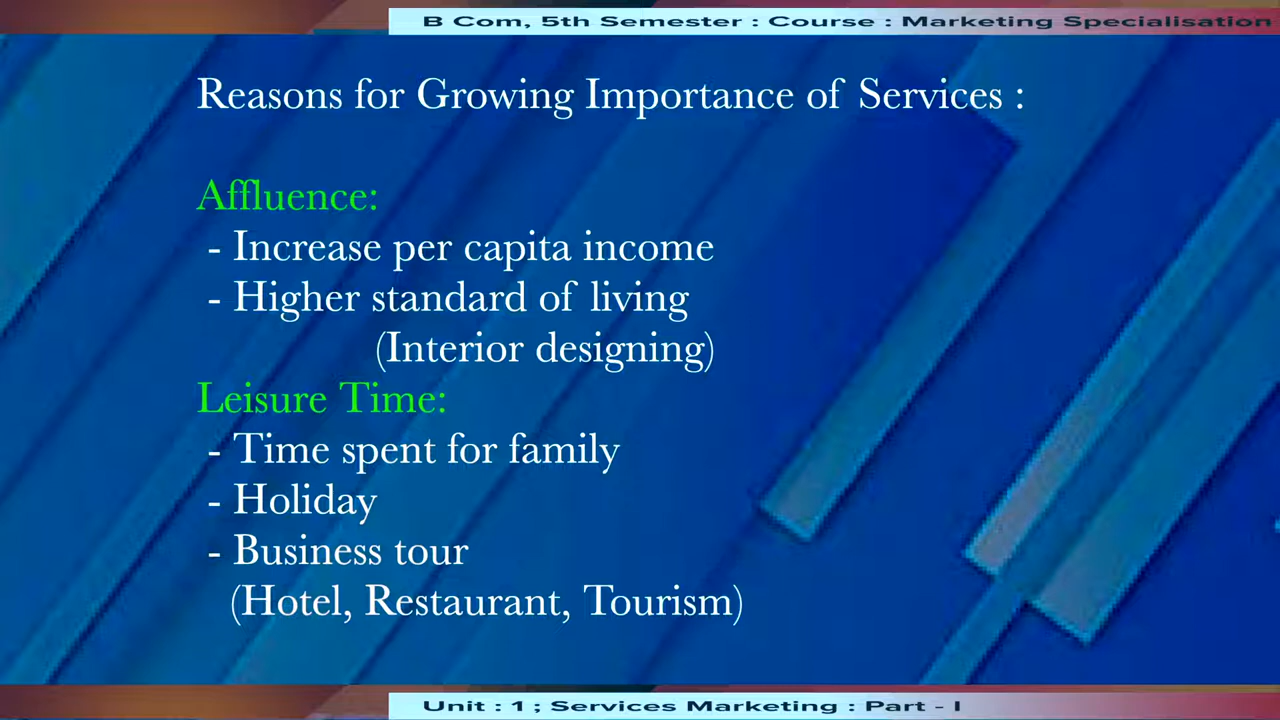 B Com, 5th Semester : Course : Marketing Specialisation
Reasons for Growing Importance of Services :
Affluence:
- Increase per capita income
- Higher standard of living
(Interior designing)
Leisure Time:
- Time spent for family
- Holiday
- Business tour
(Hotel, Restaurant, Tourism)
Unit : 1 ; Services Marketing : Part - I